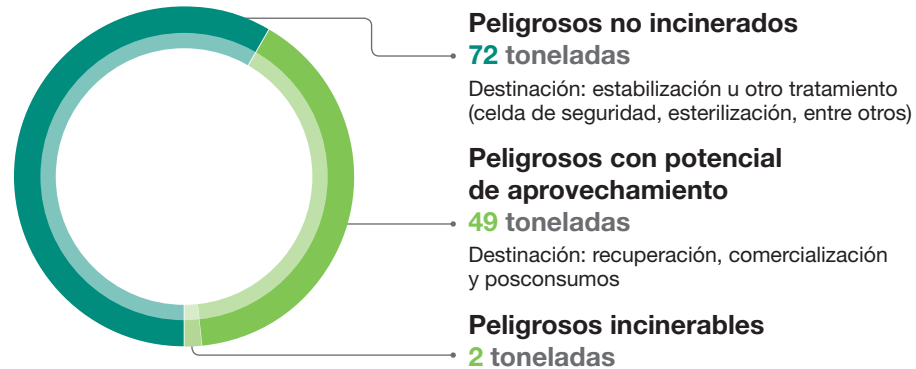 Peligrosos no incinerados
72 toneladas
Destinación: estabilización u otro tratamiento
(celda de seguridad, esterilización, entre otros)
Peligrosos con potencial
de aprovechamiento
49 toneladas
Destinación: recuperación, comercialización
y posconsumos
Peligrosos incinerables
2 toneladas